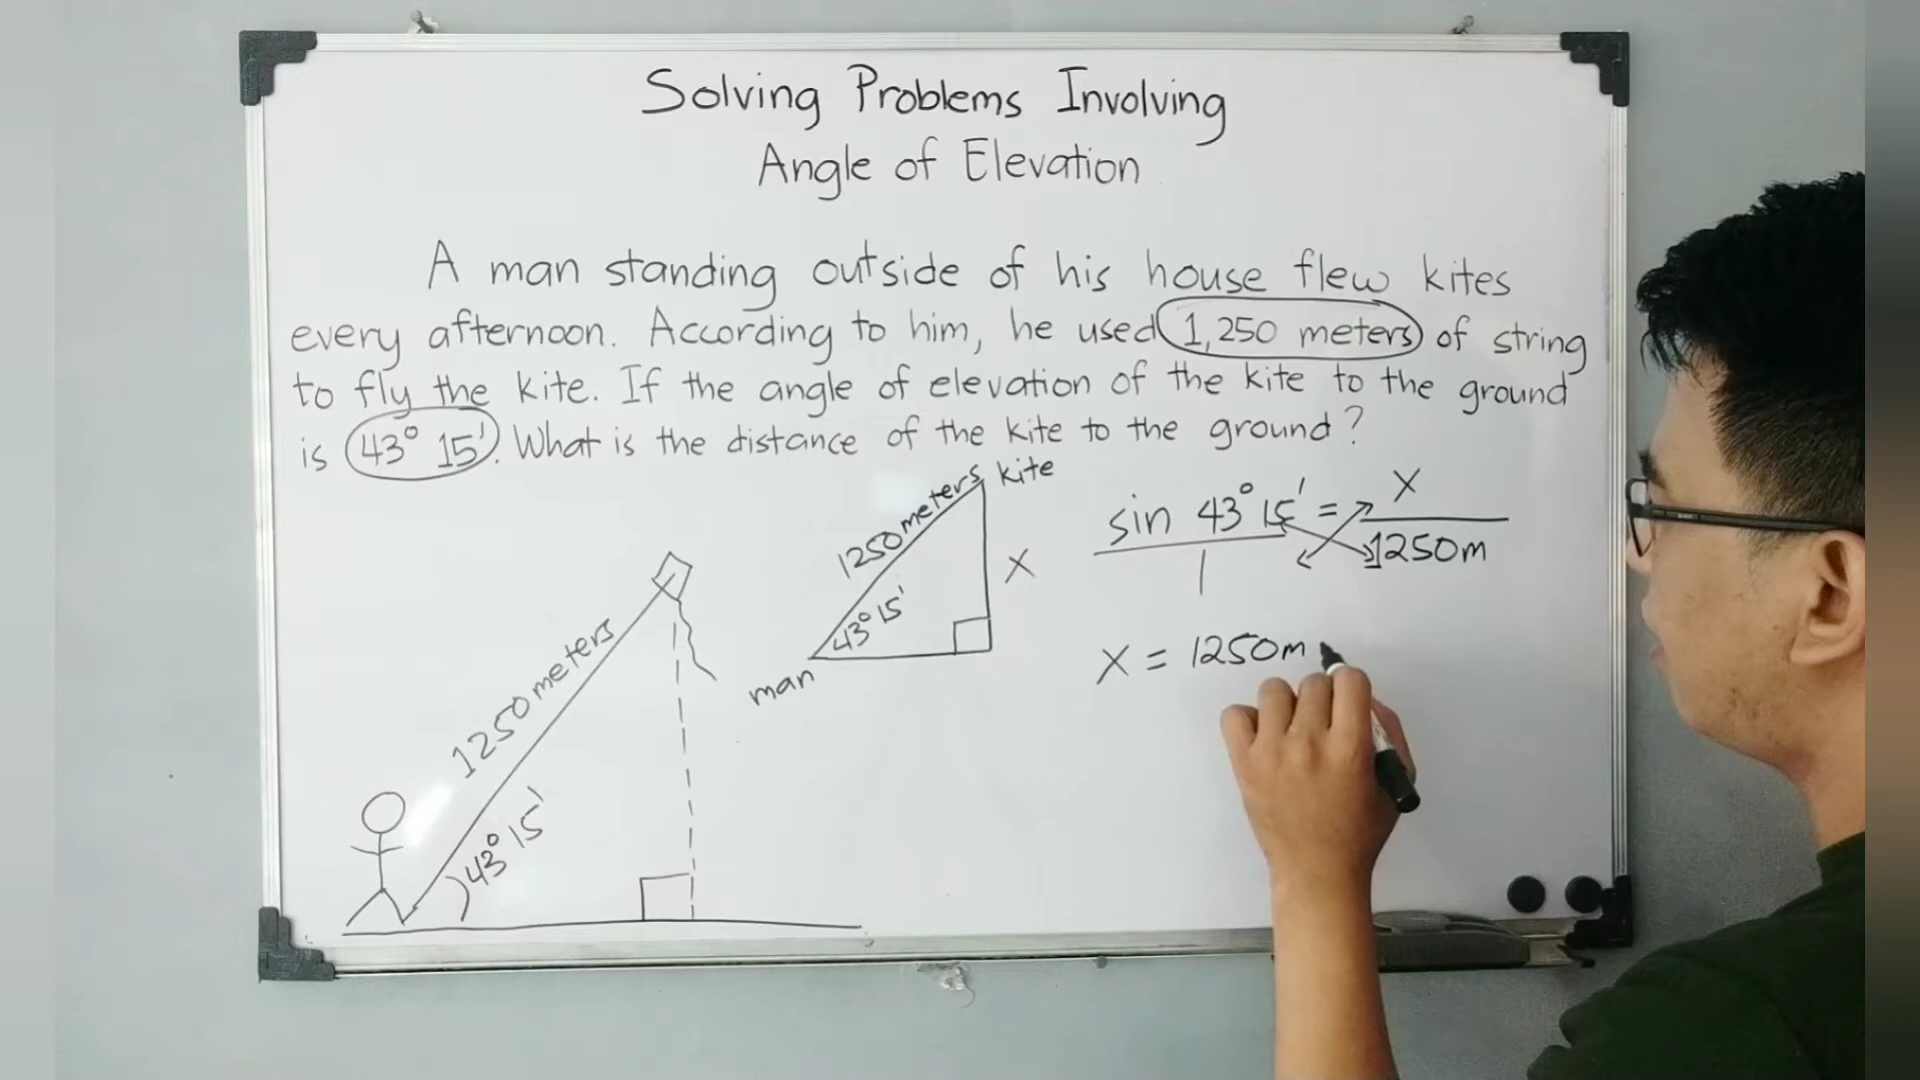 Solving Problems Involving
Angle of Elevation
A man standing outside of his house flew kites
every afternoon. According to him, he used 1,250 meters of string
to fly the kite. If the angle of elevation of the kite to the ground
is 43° 15'. What is the distance of the kite to the ground?
1250 meters
43° 15'
1250 meters
kite
43° 15'
X
man
sin 43° 15' = X
1 1250m
X = 1250m